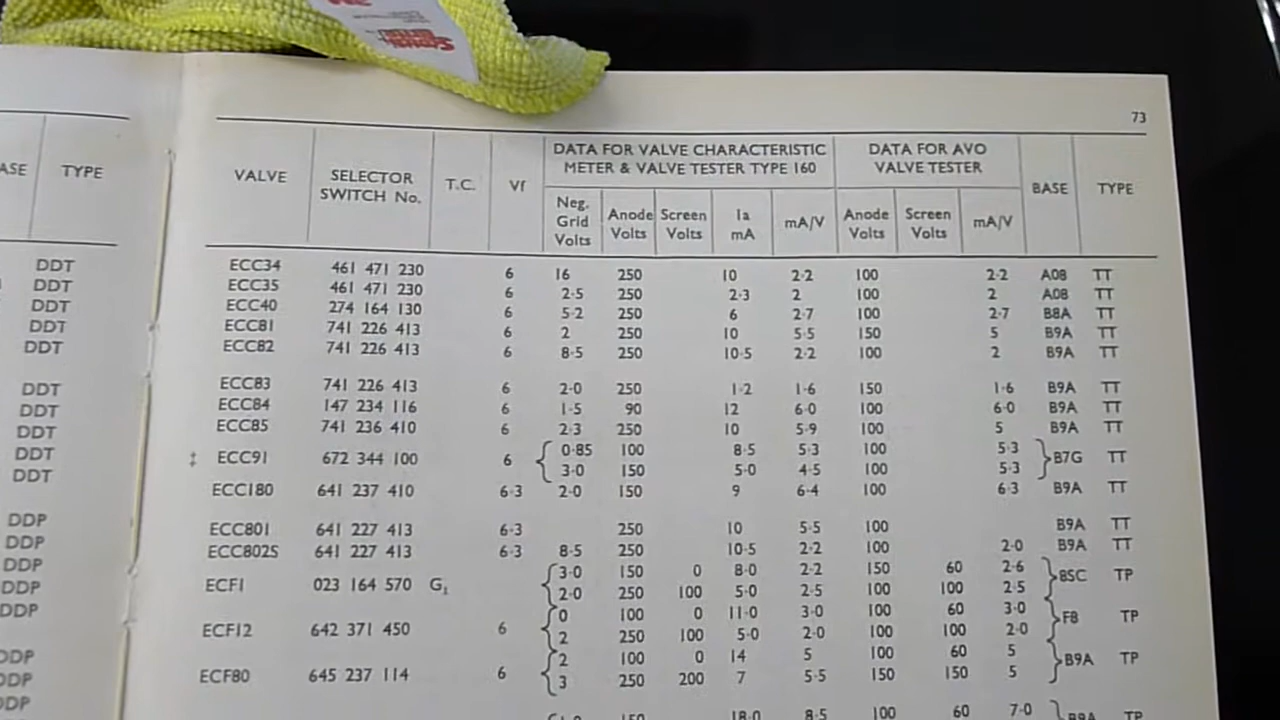 73
ASE TYPE
VALVE SELECTOR SWITCH No. T.C. Vf DATA FOR VALVE CHARACTERISTIC METER & VALVE TESTER TYPE 160 DATA FOR AVO VALVE TESTER BASE TYPE
Neg. Grid Volts Anode Volts Screen Volts Ia mA mA/V Anode Volts Screen Volts mA/V
DDT
DDT
DDT
DDT
DDT
DDT
DDT
DDT
DDT
DDT
DDP
DDP
DDP
DDP
DDP
DDP
DDP
DDP
ECC34 461 471 230 6 16 250 10 2·2 100 2·2 A08 TT
ECC35 461 471 230 6 2·5 250 2·3 2 100 2 A08 TT
ECC40 274 164 130 6 5·2 250 6 2·7 100 2·7 B8A TT
ECC81 741 226 413 6 2 250 10 5·5 150 5 B9A TT
ECC82 741 226 413 6 8·5 250 10·5 2·2 100 2 B9A TT
ECC83 741 226 413 6 2·0 250 1·2 1·6 150 1·6 B9A TT
ECC84 147 234 116 6 1·5 90 12 6·0 100 6·0 B9A TT
ECC85 741 236 410 6 2·3 250 10 5·9 100 5 B9A TT
‡ ECC91 672 344 100 6 { 0·85 100 8·5 5·3 100 5·3 } B7G TT
3·0 150 5·0 4·5 100 5·3
ECC180 641 237 410 6·3 2·0 150 9 6·4 100 6·3 B9A TT
ECC801 641 227 413 6·3 250 10 5·5 100 B9A TT
ECC802S 641 227 413 6·3 8·5 250 10·5 2·2 100 2·0 B9A TT
ECF1 023 164 570 G₁ { 3·0 150 0 8·0 2·2 150 60 2·6 } 8SC TP
2·0 250 100 5·0 2·5 100 100 2·5
ECF12 642 371 450 6 { 0 100 0 11·0 3·0 100 60 3·0 } F8 TP
2 250 100 5·0 2·0 100 100 2·0
ECF80 645 237 114 6 { 2 100 0 14 5 100 60 5 } B9A TP
3 250 200 7 5·5 150 150 5
18·0 8·5 100 60 7·0 B9A TP